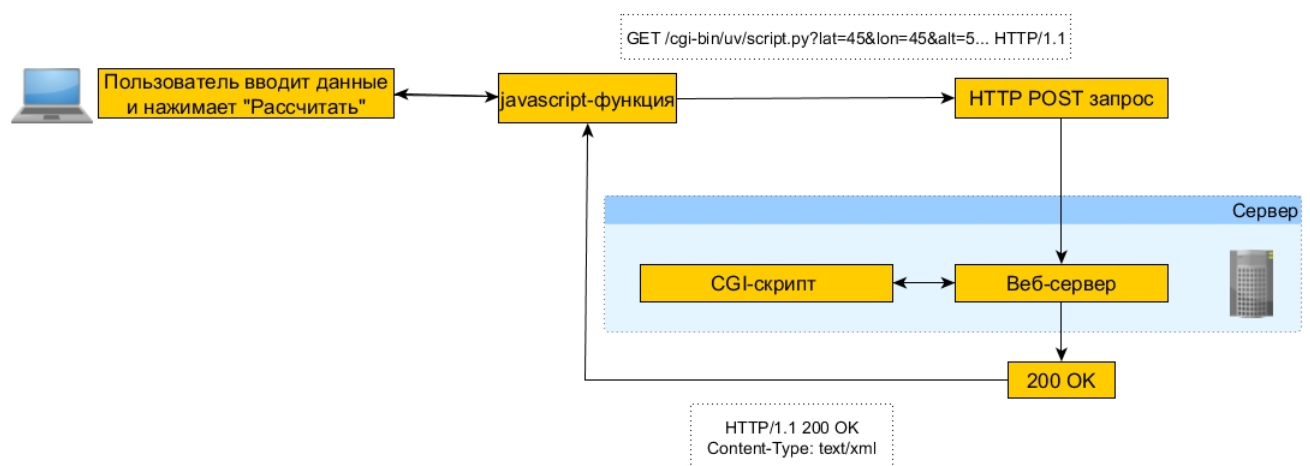 GET /cgi-bin/uv/script.py?lat=45&lon=45&alt=5... HTTP/1.1
Пользователь вводит данные
и нажимает "Рассчитать"
javascript-функция
HTTP POST запрос
Сервер
CGI-скрипт
Веб-сервер
200 OK
HTTP/1.1 200 OK
Content-Type: text/xml